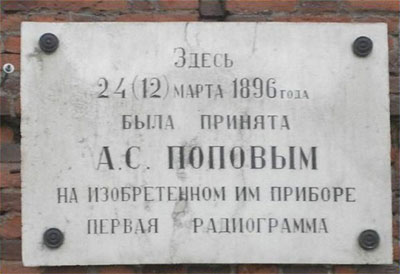 Здесь
24 (12) марта 1896 года
была принята
А.С. Поповым
на изобретенном им приборе
первая радиограмма